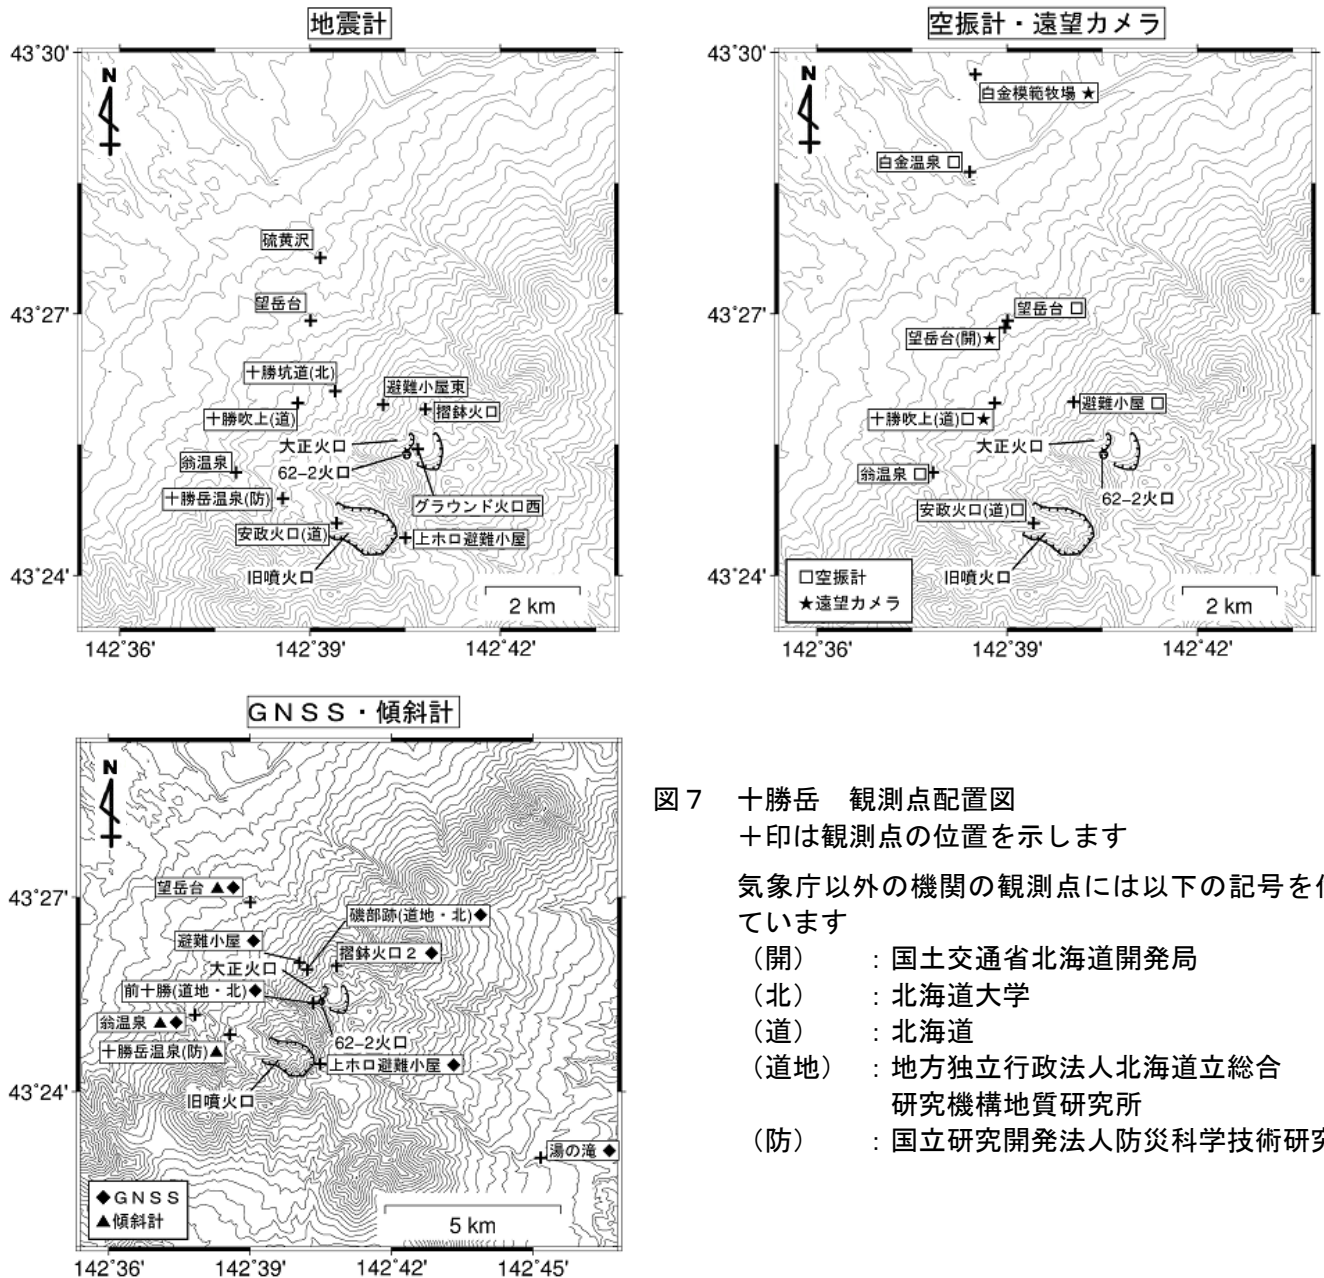 地震計
43°30'
N
硫黄沢
望岳台
43°27'
十勝坑道(北)
避難小屋東
摺鉢火口
十勝吹上(道)
大正火口
翁温泉
62-2火口
十勝岳温泉(防)
グラウンド火口西
安政火口(道)
上ホロ避難小屋
旧噴火口
43°24'
2 km
142°36' 142°39' 142°42'
空振計・遠望カメラ
43°30'
N
白金模範牧場 ★
白金温泉 □
望岳台 □
43°27'
望岳台(開)★
避難小屋 □
十勝吹上(道)□★
大正火口
翁温泉 □
62-2火口
安政火口(道)□
旧噴火口
43°24'
□空振計
★遠望カメラ
2 km
142°36' 142°39' 142°42'
GNSS・傾斜計
N
望岳台 ▲◆
43°27'
磯部跡(道地・北)◆
避難小屋 ◆
摺鉢火口2 ◆
大正火口
前十勝(道地・北)◆
翁温泉 ▲◆
62-2火口
十勝岳温泉(防)▲
上ホロ避難小屋 ◆
43°24'
旧噴火口
湯の滝 ◆
◆GNSS
▲傾斜計
5 km
142°36' 142°39' 142°42' 142°45'
図7 十勝岳 観測点配置図
＋印は観測点の位置を示します
気象庁以外の機関の観測点には以下の記号を
ています
（開） ：国土交通省北海道開発局
（北） ：北海道大学
（道） ：北海道
（道地） ：地方独立行政法人北海道立総合
研究機構地質研究所
（防） ：国立研究開発法人防災科学技術研